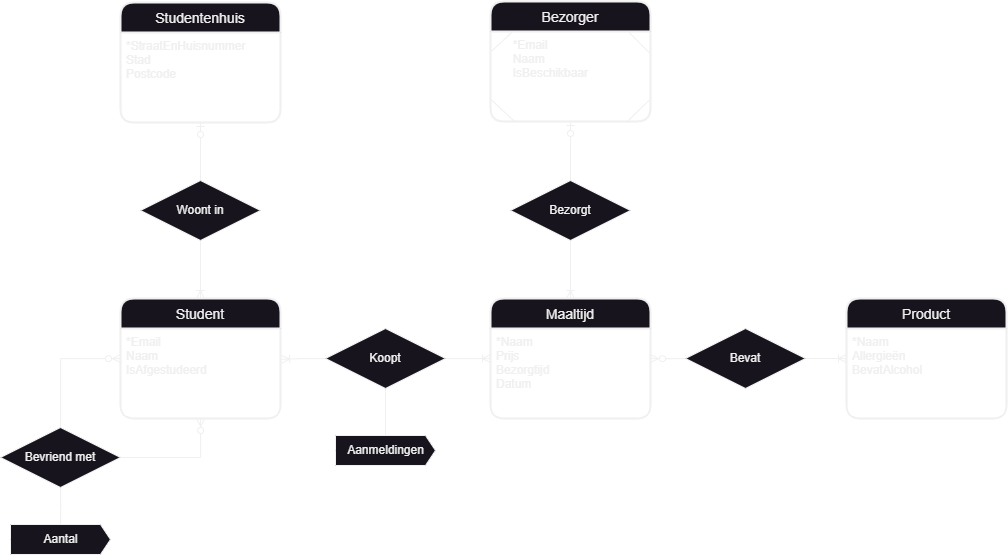 Studentenhuis
*StraatEnHuisnummer
Stad
Postcode
Bezorger
*Email
Naam
IsBeschikbaar
Woont in
Bezorgt
Student
*Email
Naam
IsAfgestudeerd
Koopt
Maaltijd
*Naam
Prijs
Bezorgtijd
Datum
Bevat
Product
*Naam
Allergieën
BevatAlcohol
Bevriend met
Aanmeldingen
Aantal